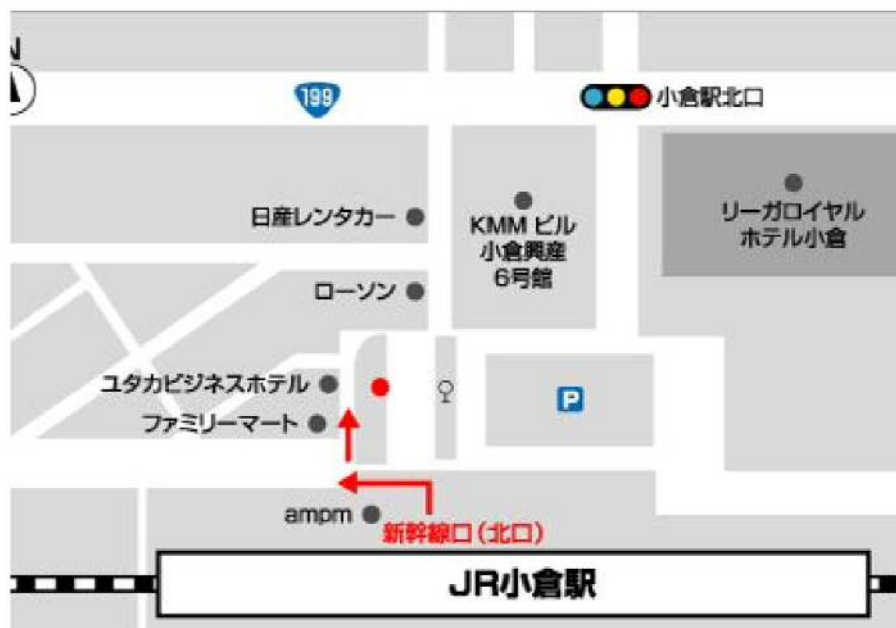 N
199
小倉駅北口
日産レンタカー
KMM ビル
小倉興産
6号館
リーガロイヤル
ホテル小倉
ローソン
ユタカビジネスホテル
P
ファミリーマート
ampm
新幹線口(北口)
JR小倉駅